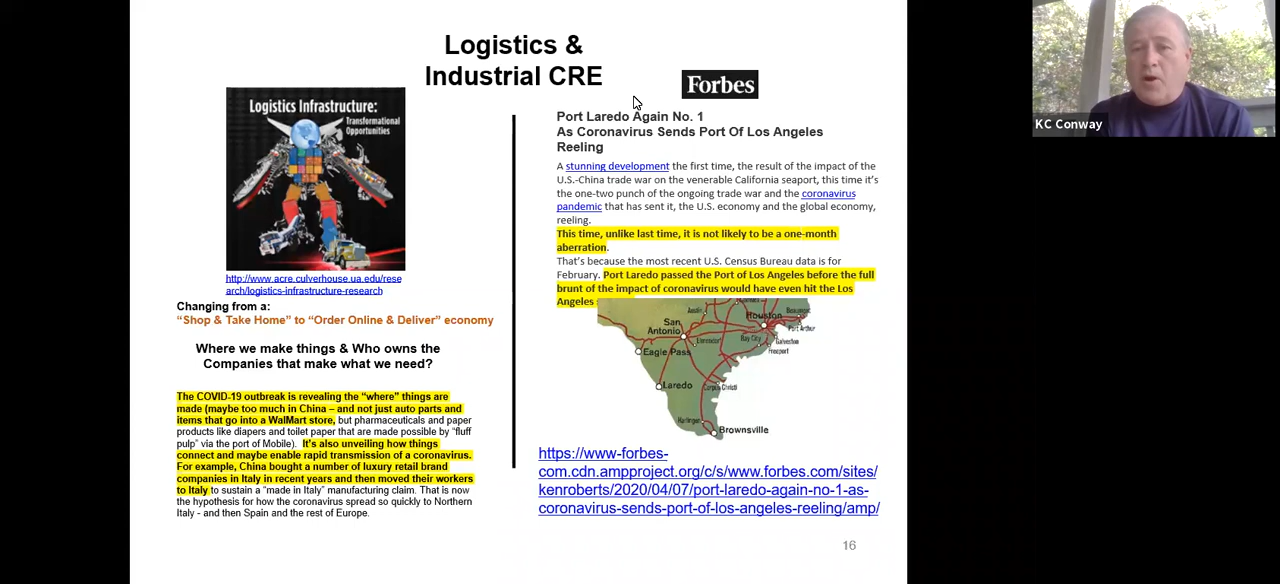 Logistics &
Industrial CRE
Logistics Infrastructure:
Transformational
Opportunities
http://www.acre.culverhouse.ua.edu/rese
arch/logistics-infrastructure-research
Changing from a:
“Shop & Take Home” to “Order Online & Deliver” economy
Where we make things & Who owns the
Companies that make what we need?
The COVID-19 outbreak is revealing the “where” things are
made (maybe too much in China – and not just auto parts and
items that go into a WalMart store, but pharmaceuticals and paper
products like diapers and toilet paper that are made possible by “fluff
pulp” via the port of Mobile). It’s also unveiling how things
connect and maybe enable rapid transmission of a coronavirus.
For example, China bought a number of luxury retail brand
companies in Italy in recent years and then moved their workers
to Italy to sustain a “made in Italy” manufacturing claim. That is now
the hypothesis for how the coronavirus spread so quickly to Northern
Italy - and then Spain and the rest of Europe.
Forbes
Port Laredo Again No. 1
As Coronavirus Sends Port Of Los Angeles
Reeling
A stunning development the first time, the result of the impact of the
U.S.-China trade war on the venerable California seaport, this time it’s
the one-two punch of the ongoing trade war and the coronavirus
pandemic that has sent it, the U.S. economy and the global economy,
reeling.
This time, unlike last time, it is not likely to be a one-month
aberration.
That’s because the most recent U.S. Census Bureau data is for
February. Port Laredo passed the Port of Los Angeles before the full
brunt of the impact of coronavirus would have even hit the Los
Angeles
Austin
Houston
Beaumont
San
Antonio
Port Arthur
Bay City
Galveston
Freeport
Eagle Pass
Laredo
Corpus Christi
Harlingen
Brownsville
https://www-forbes-
com.cdn.ampproject.org/c/s/www.forbes.com/sites/
kenroberts/2020/04/07/port-laredo-again-no-1-as-
coronavirus-sends-port-of-los-angeles-reeling/amp/
16
KC Conway